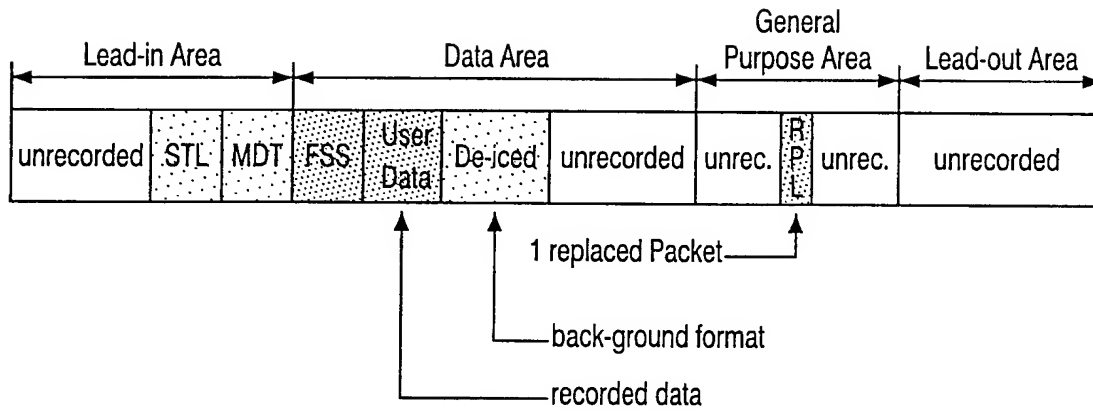 General
Lead-in Area
Data Area
Purpose Area
Lead-out Area
unrecorded
STL
MDT
FSS
User
Data
De-iced
unrecorded
unrec.
RPL
unrec.
unrecorded
1 replaced Packet
back-ground format
recorded data